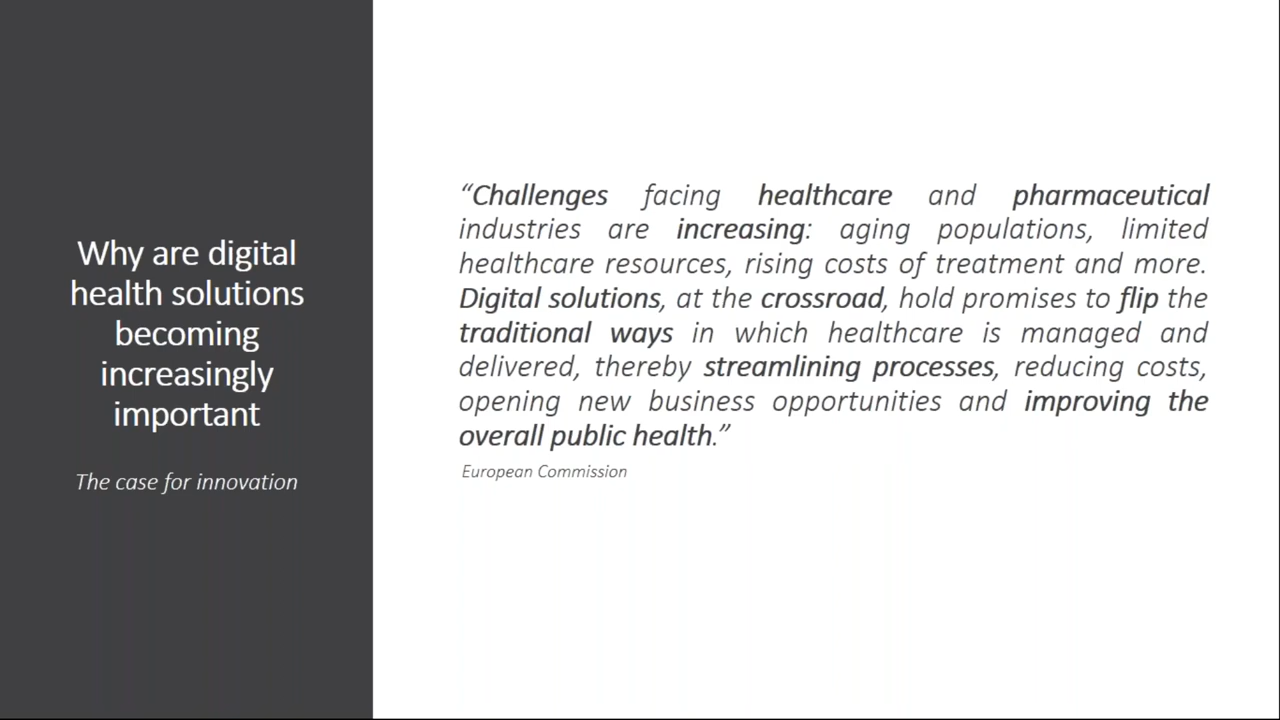 Why are digital
health solutions
becoming
increasingly
important
The case for innovation
“Challenges facing healthcare and pharmaceutical
industries are increasing: aging populations, limited
healthcare resources, rising costs of treatment and more.
Digital solutions, at the crossroad, hold promises to flip the
traditional ways in which healthcare is managed and
delivered, thereby streamlining processes, reducing costs,
opening new business opportunities and improving the
overall public health.”
European Commission